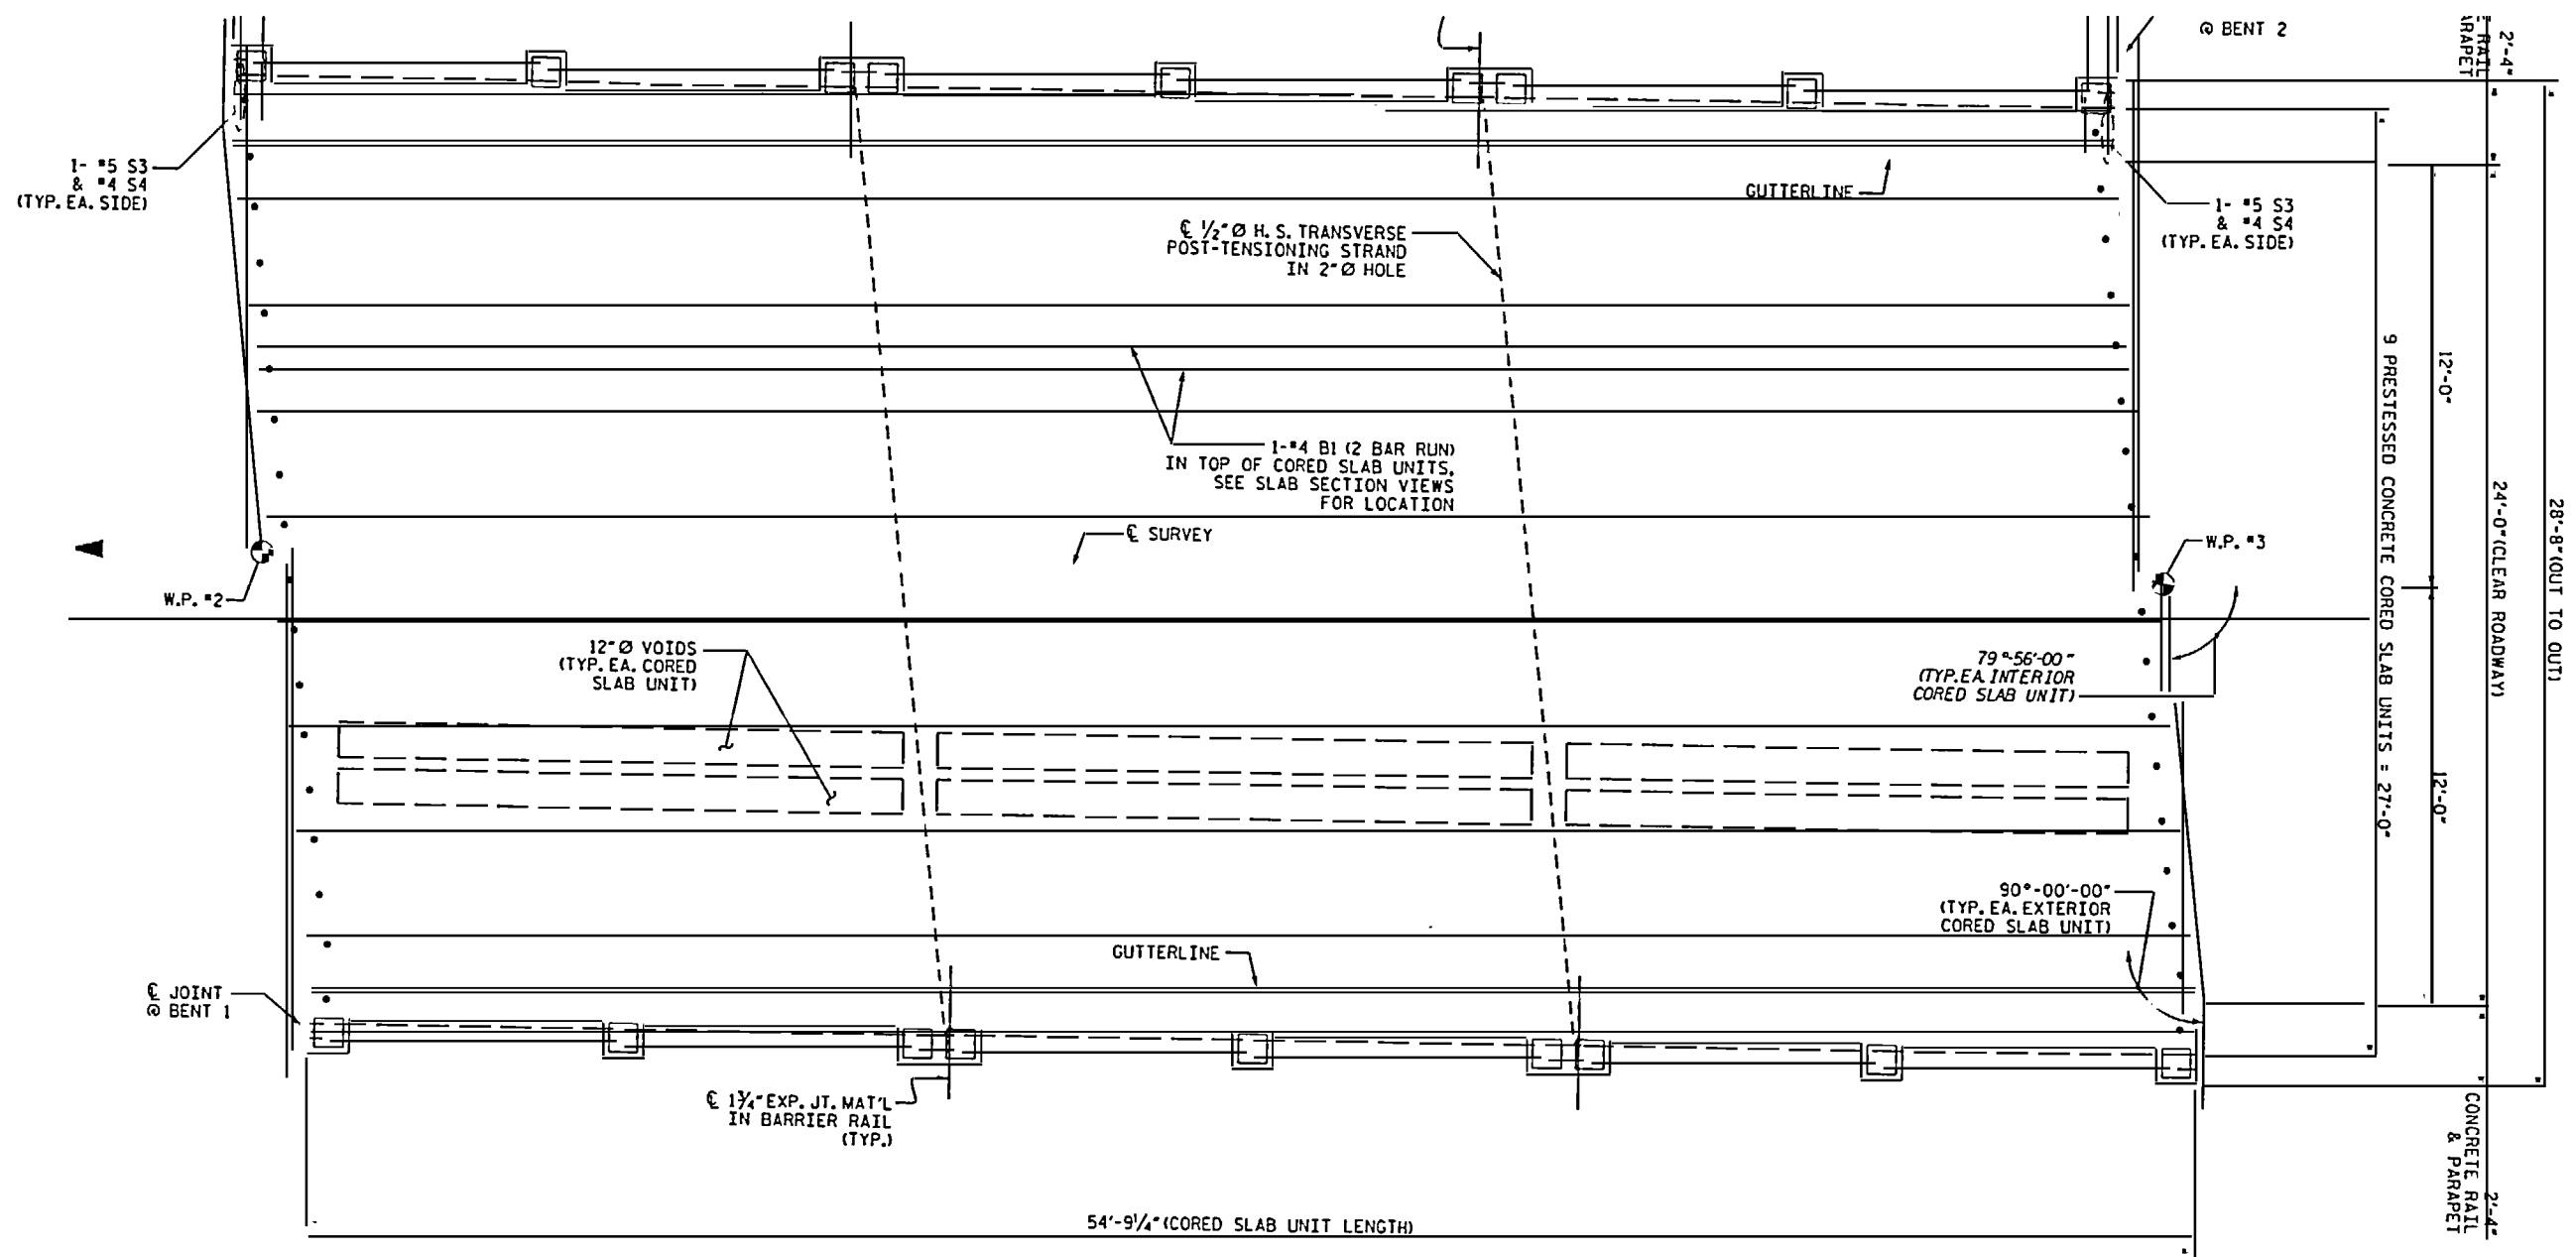 @ BENT 2
2'-4"
RAIL
1- #5 S3
& #4 S4
(TYP. EA. SIDE)
GUTTERLINE
1- #5 S3
& #4 S4
(TYP. EA. SIDE)
℄ 1/2"Ø H. S. TRANSVERSE
POST-TENSIONING STRAND
IN 2"Ø HOLE
9 PRESTESSED CONCRETE CORED SLAB UNITS = 27'-0"
12'-0"
24'-0"(CLEAR ROADWAY)
28'-8"(OUT TO OUT)
1-#4 B1 (2 BAR RUN)
IN TOP OF CORED SLAB UNITS.
SEE SLAB SECTION VIEWS
FOR LOCATION
℄ SURVEY
W.P. #3
W.P. #2
12"Ø VOIDS
(TYP. EA. CORED
SLAB UNIT)
79°-56'-00"
(TYP. EA. INTERIOR
CORED SLAB UNIT)
12'-0"
90°-00'-00"
(TYP. EA. EXTERIOR
CORED SLAB UNIT)
GUTTERLINE
℄ JOINT
@ BENT 1
℄ 1¾" EXP. JT. MAT'L
IN BARRIER RAIL
(TYP.)
2'-4"
CONCRETE RAIL
& PARAPET
54'-9¼"(CORED SLAB UNIT LENGTH)